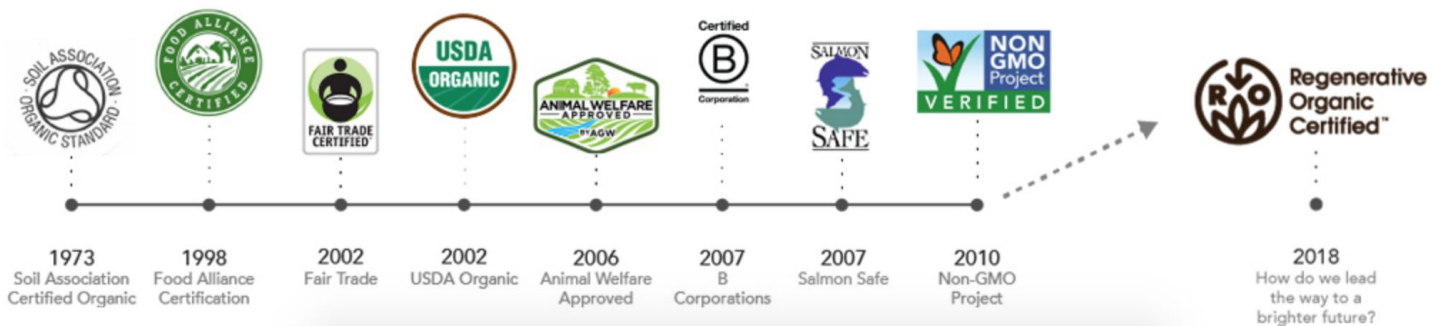 SOIL ASSOCIATION
ORGANIC STANDARD
FOOD ALLIANCE
CERTIFIED
FAIR TRADE
CERTIFIED
USDA
ORGANIC
ANIMAL WELFARE
APPROVED
BY AGW
Certified
B
Corporation
SALMON
SAFE
NON
GMO
Project
VERIFIED
R O
Regenerative
Organic
Certified™
1973
Soil Association
Certified Organic
1998
Food Alliance
Certification
2002
Fair Trade
2002
USDA Organic
2006
Animal Welfare
Approved
2007
B
Corporations
2007
Salmon Safe
2010
Non-GMO
Project
2018
How do we lead
the way to a
brighter future?